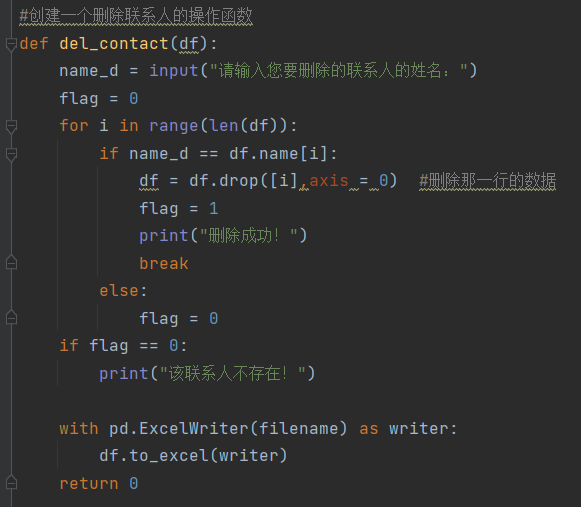 #创建一个删除联系人的操作函数
def del_contact(df):
    name_d = input("请输入您要删除的联系人的姓名：")
    flag = 0
    for i in range(len(df)):
        if name_d == df.name[i]:
            df = df.drop([i],axis = 0)  #删除那一行的数据
            flag = 1
            print("删除成功！")
            break
        else:
            flag = 0
    if flag == 0:
        print("该联系人不存在！")
    with pd.ExcelWriter(filename) as writer:
        df.to_excel(writer)
    return 0